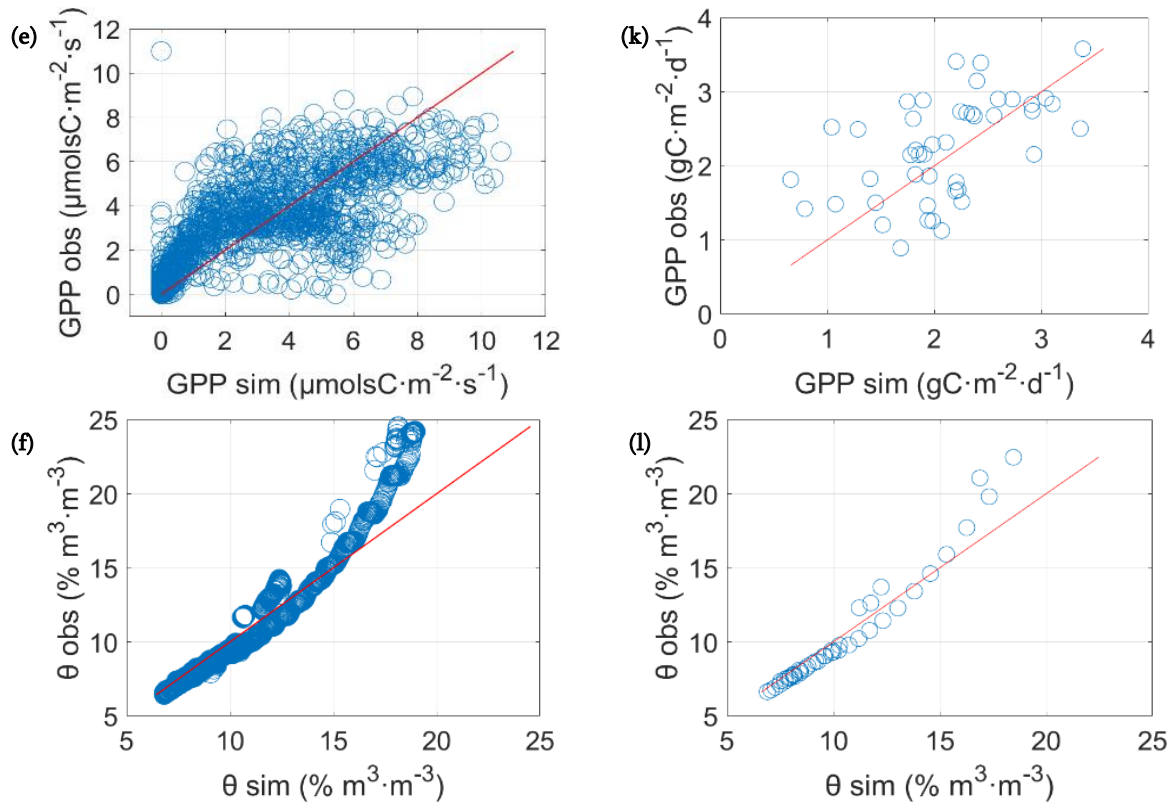 (e)
12
10
8
6
4
2
0
GPP obs (μmolsC·m⁻²·s⁻¹)
0 2 4 6 8 10 12
GPP sim (μmolsC·m⁻²·s⁻¹)
(k)
4
3
2
1
0
GPP obs (gC·m⁻²·d⁻¹)
0 1 2 3 4
GPP sim (gC·m⁻²·d⁻¹)
(f)
25
20
15
10
5
θ obs (% m³·m⁻³)
5 10 15 20 25
θ sim (% m³·m⁻³)
(l)
25
20
15
10
5
θ obs (% m³·m⁻³)
5 10 15 20 25
θ sim (% m³·m⁻³)